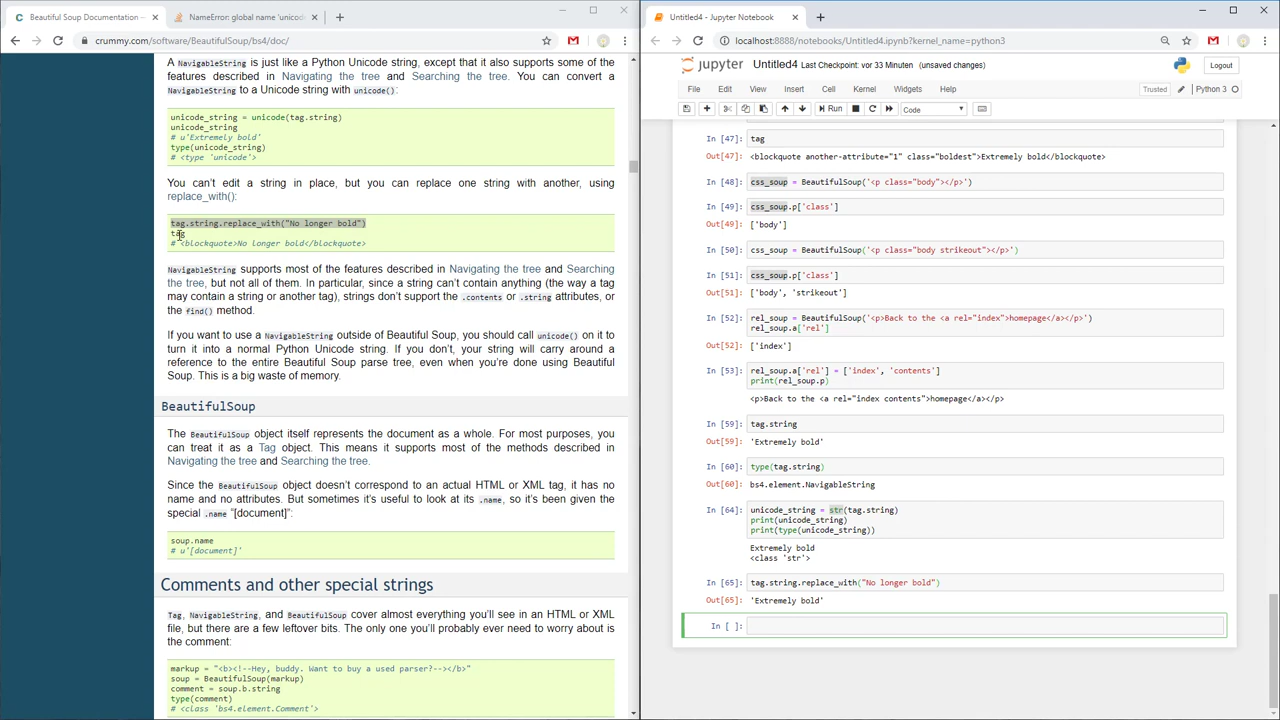 Beautiful Soup Documentation —
NameError: global name 'unicod
crummy.com/software/BeautifulSoup/bs4/doc/
A NavigableString is just like a Python Unicode string, except that it also supports some of the
features described in Navigating the tree and Searching the tree. You can convert a
NavigableString to a Unicode string with unicode():
unicode_string = unicode(tag.string)
unicode_string
# u'Extremely bold'
type(unicode_string)
# <type 'unicode'>
You can't edit a string in place, but you can replace one string with another, using
replace_with():
tag.string.replace_with("No longer bold")
tag
# <blockquote>No longer bold</blockquote>
NavigableString supports most of the features described in Navigating the tree and Searching
the tree, but not all of them. In particular, since a string can't contain anything (the way a tag
may contain a string or another tag), strings don't support the .contents or .string attributes, or
the find() method.
If you want to use a NavigableString outside of Beautiful Soup, you should call unicode() on it to
turn it into a normal Python Unicode string. If you don't, your string will carry around a
reference to the entire Beautiful Soup parse tree, even when you're done using Beautiful
Soup. This is a big waste of memory.
BeautifulSoup
The BeautifulSoup object itself represents the document as a whole. For most purposes, you
can treat it as a Tag object. This means it supports most of the methods described in
Navigating the tree and Searching the tree.
Since the BeautifulSoup object doesn't correspond to an actual HTML or XML tag, it has no
name and no attributes. But sometimes it's useful to look at its .name, so it's been given the
special .name "[document]":
soup.name
# u'[document]'
Comments and other special strings
Tag, NavigableString, and BeautifulSoup cover almost everything you'll see in an HTML or XML
file, but there are a few leftover bits. The only one you'll probably ever need to worry about is
the comment:
markup = "<b><!--Hey, buddy. Want to buy a used parser?--></b>"
soup = BeautifulSoup(markup)
comment = soup.b.string
type(comment)
# <class 'bs4.element.Comment'>
Untitled4 - Jupyter Notebook
localhost:8888/notebooks/Untitled4.ipynb?kernel_name=python3
jupyter Untitled4 Last Checkpoint: vor 33 Minuten (unsaved changes)
Logout
File Edit View Insert Cell Kernel Widgets Help
Trusted Python 3
Run Code
In [47]: tag
Out[47]: <blockquote another-attribute="1" class="boldest">Extremely bold</blockquote>
In [48]: css_soup = BeautifulSoup('<p class="body"></p>')
In [49]: css_soup.p['class']
Out[49]: ['body']
In [50]: css_soup = BeautifulSoup('<p class="body strikeout"></p>')
In [51]: css_soup.p['class']
Out[51]: ['body', 'strikeout']
In [52]: rel_soup = BeautifulSoup('<p>Back to the <a rel="index">homepage</a></p>')
rel_soup.a['rel']
Out[52]: ['index']
In [53]: rel_soup.a['rel'] = ['index', 'contents']
print(rel_soup.p)
<p>Back to the <a rel="index contents">homepage</a></p>
In [59]: tag.string
Out[59]: 'Extremely bold'
In [60]: type(tag.string)
Out[60]: bs4.element.NavigableString
In [64]: unicode_string = str(tag.string)
print(unicode_string)
print(type(unicode_string))
Extremely bold
<class 'str'>
In [65]: tag.string.replace_with("No longer bold")
Out[65]: 'Extremely bold'
In [ ]: